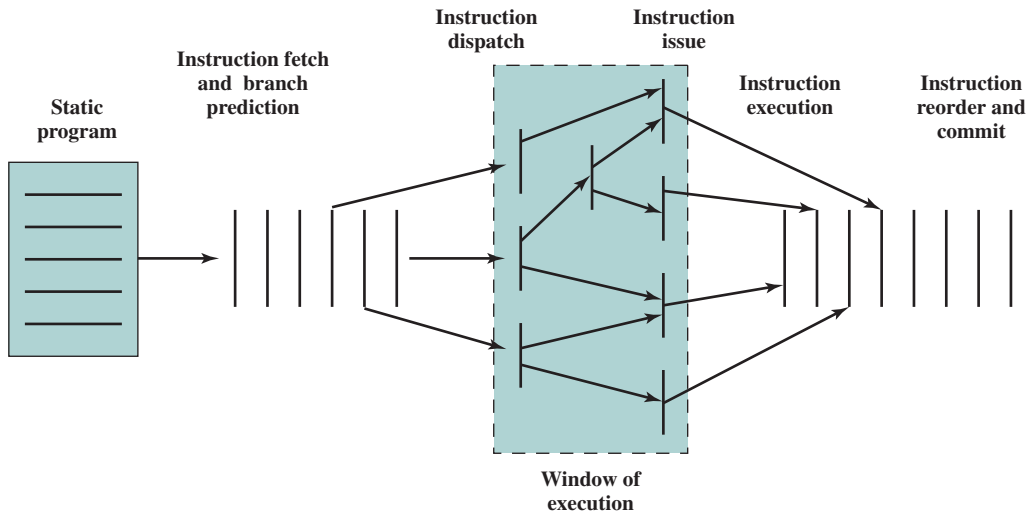 Instruction
dispatch
Instruction
issue
Instruction fetch
and branch
prediction
Static
program
Instruction
execution
Instruction
reorder and
commit
Window of
execution